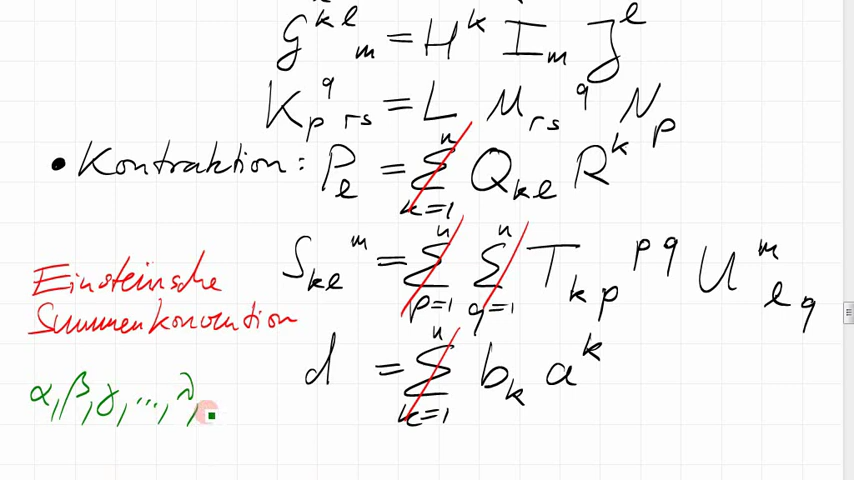 G^{kl}_m = H^k I_m J^l
K_p^q_{rs} = L M_{rs}^q N_p
• Kontraktion: P_l = Σ_{k=1}^n Q_{kl} R^k
S_{kl}^m = Σ_{p=1}^n Σ_{q=1}^n T_{kp}^{pq} U^m_{lq}
Einsteinsche
Summenkonvention
d = Σ_{k=1}^n b_k a^k
α, β, γ, ..., λ,